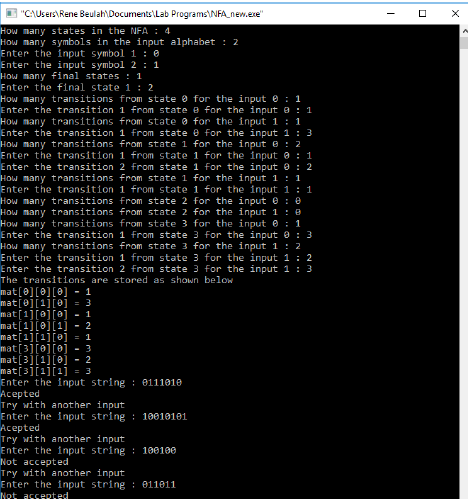 "C:\Users\Rene Beulah\Documents\Lab Programs\NFA_new.exe"
How many states in the NFA : 4
How many symbols in the input alphabet : 2
Enter the input symbol 1 : 0
Enter the input symbol 2 : 1
How many final states : 1
Enter the final state 1 : 2
How many transitions from state 0 for the input 0 : 1
Enter the transition 1 from state 0 for the input 0 : 1
How many transitions from state 0 for the input 1 : 1
Enter the transition 1 from state 0 for the input 1 : 3
How many transitions from state 1 for the input 0 : 2
Enter the transition 1 from state 1 for the input 0 : 1
Enter the transition 2 from state 1 for the input 0 : 2
How many transitions from state 1 for the input 1 : 1
Enter the transition 1 from state 1 for the input 1 : 1
How many transitions from state 2 for the input 0 : 0
How many transitions from state 2 for the input 1 : 0
How many transitions from state 3 for the input 0 : 1
Enter the transition 1 from state 3 for the input 0 : 3
How many transitions from state 3 for the input 1 : 2
Enter the transition 1 from state 3 for the input 1 : 2
Enter the transition 2 from state 3 for the input 1 : 3
The transitions are stored as shown below
mat[0][0][0] = 1
mat[0][1][0] = 3
mat[1][0][0] = 1
mat[1][0][1] = 2
mat[1][1][0] = 1
mat[3][0][0] = 3
mat[3][1][0] = 2
mat[3][1][1] = 3
Enter the input string : 0111010
Acepted
Try with another input
Enter the input string : 10010101
Acepted
Try with another input
Enter the input string : 100100
Not accepted
Try with another input
Enter the input string : 011011
Not accepted